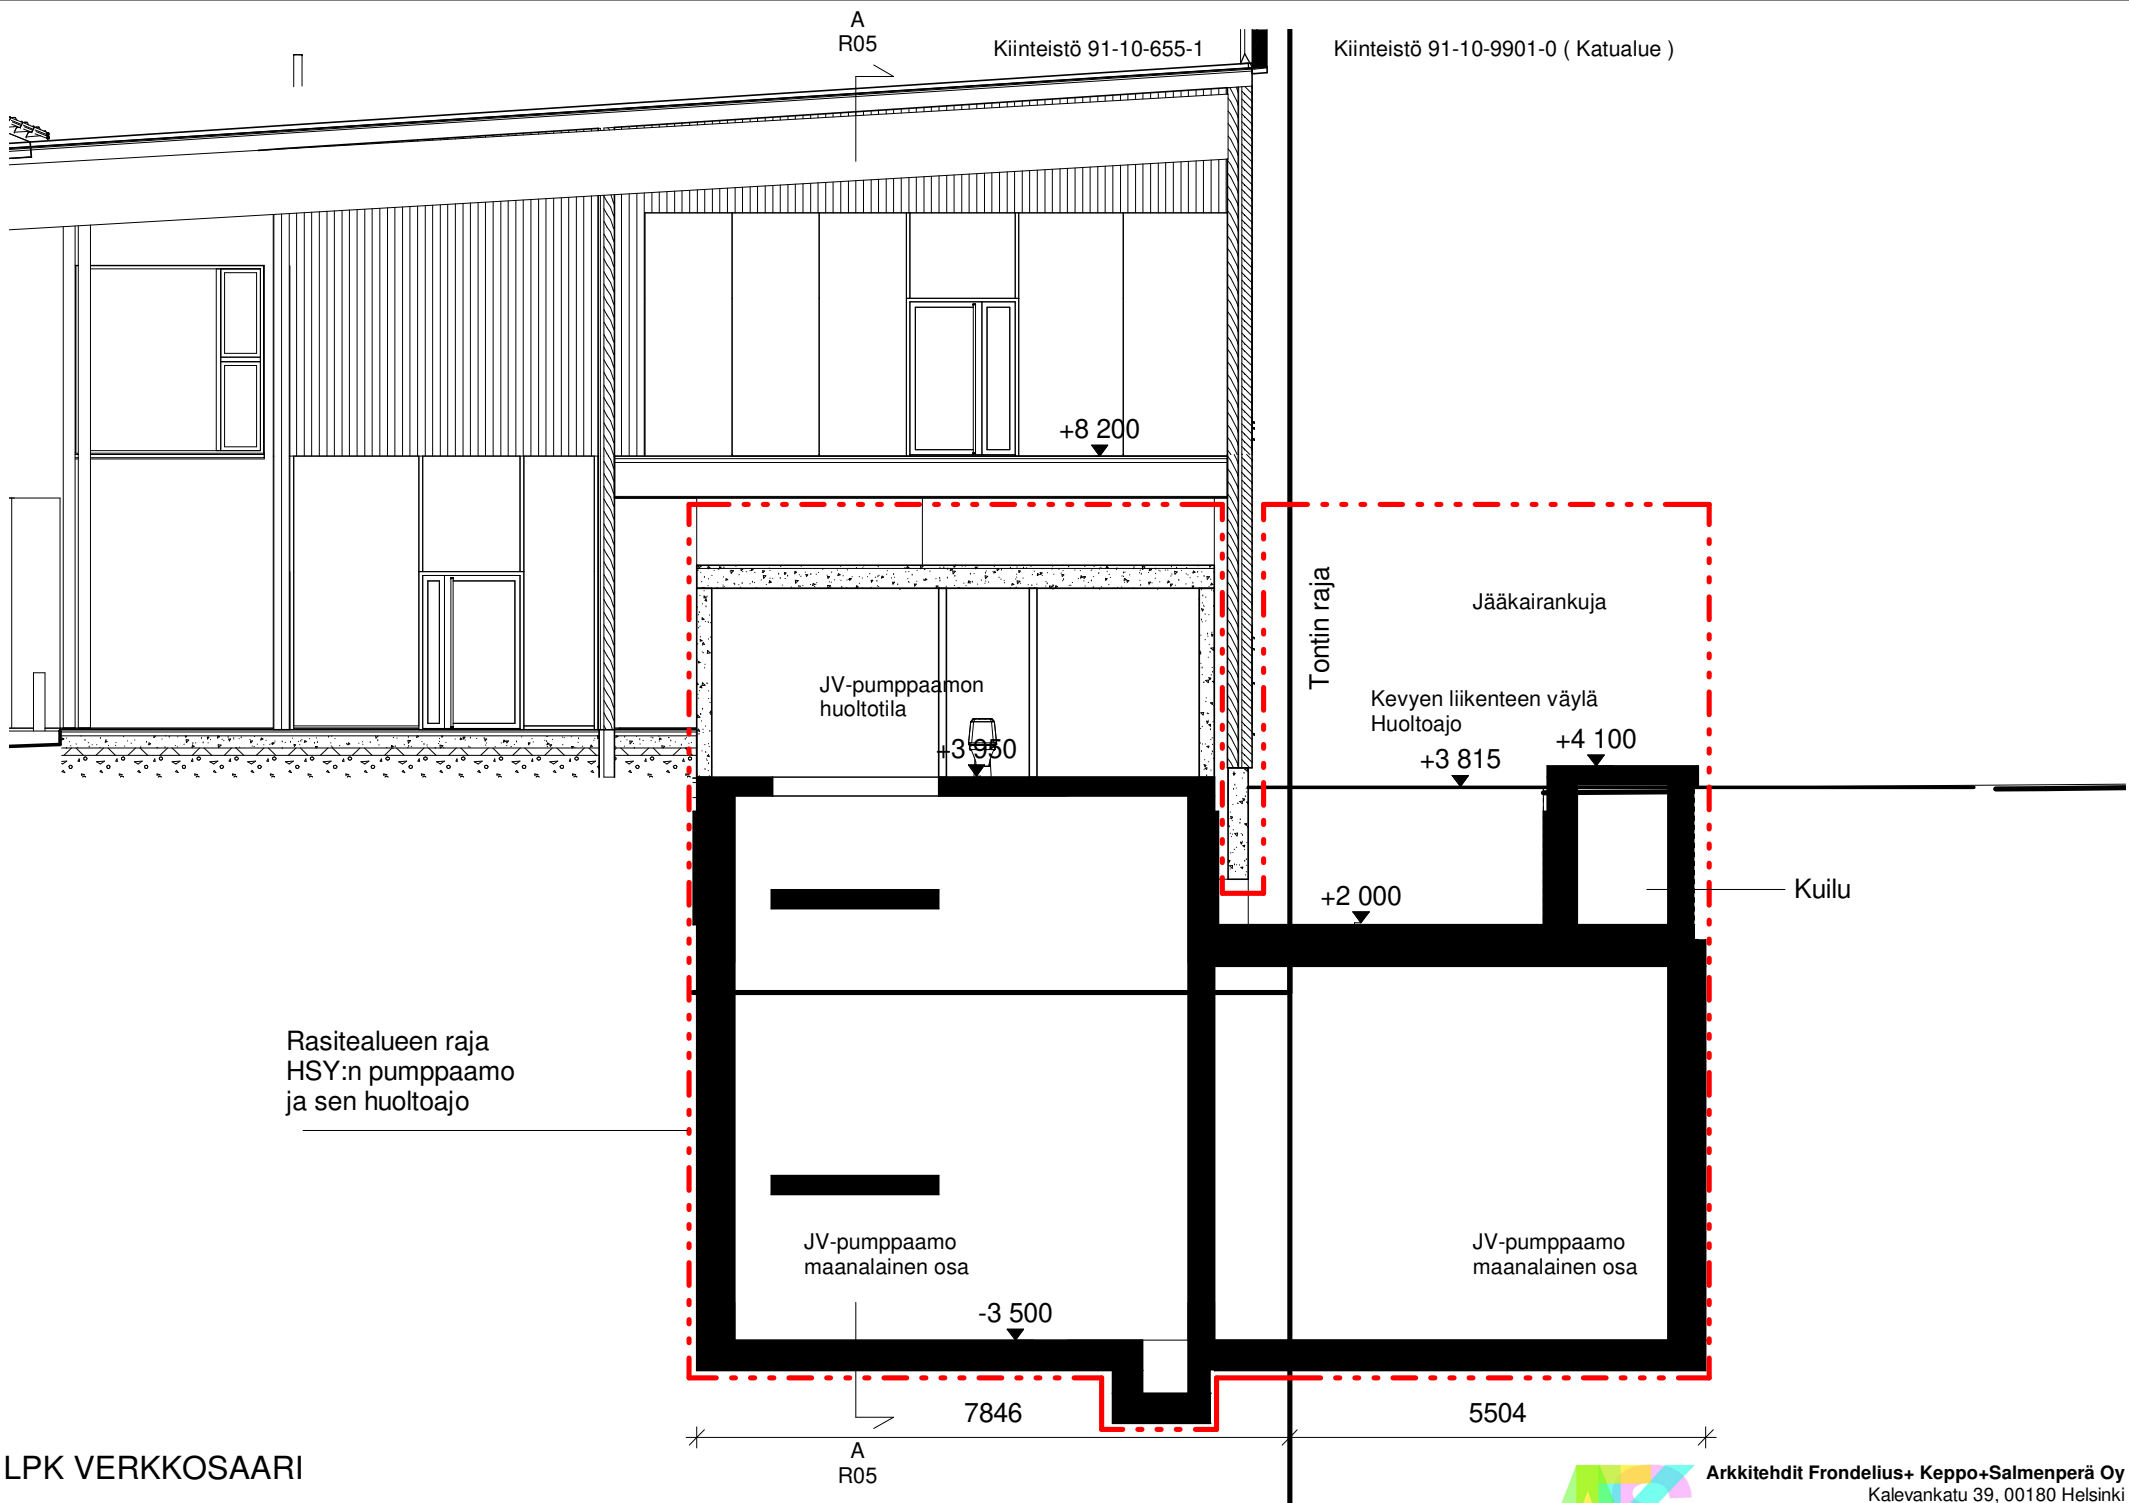 A
R05
Kiinteistö 91-10-655-1
Kiinteistö 91-10-9901-0 ( Katualue )
+8 200
Tontin raja
Jääkairankuja
JV-pumppaamon
huoltotila
Kevyen liikenteen väylä
Huoltoajo
+3 950
+3 815
+4 100
+2 000
Kuilu
Rasitealueen raja
HSY:n pumppaamo
ja sen huoltoajo
JV-pumppaamo
maanalainen osa
JV-pumppaamo
maanalainen osa
-3 500
7846
5504
A
R05
LPK VERKKOSAARI
Arkkitehdit Frondelius+ Keppo+Salmenperä Oy
Kalevankatu 39, 00180 Helsinki